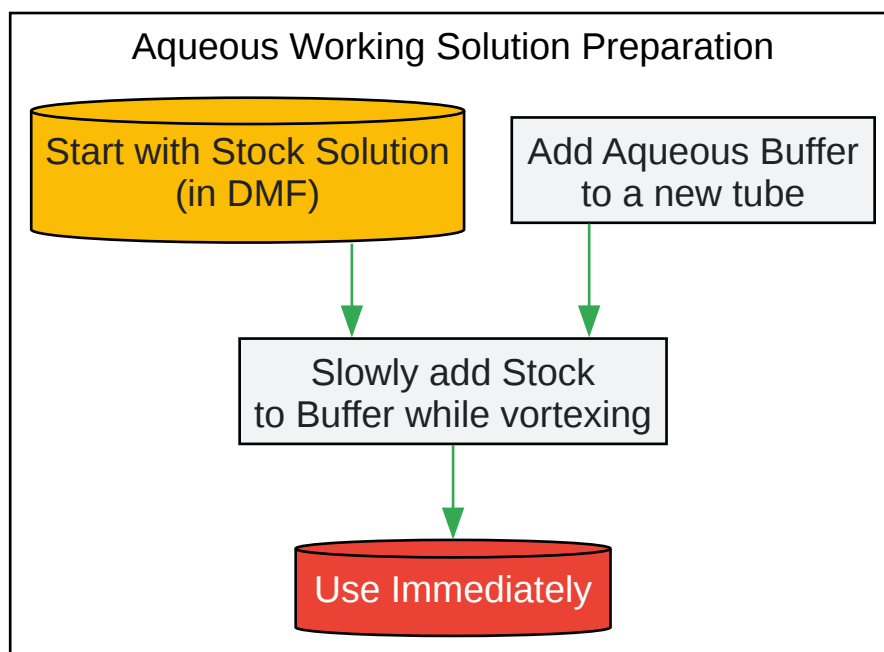 Aqueous Working Solution Preparation
Start with Stock Solution
(in DMF)
Add Aqueous Buffer
to a new tube
Slowly add Stock
to Buffer while vortexing
Use Immediately